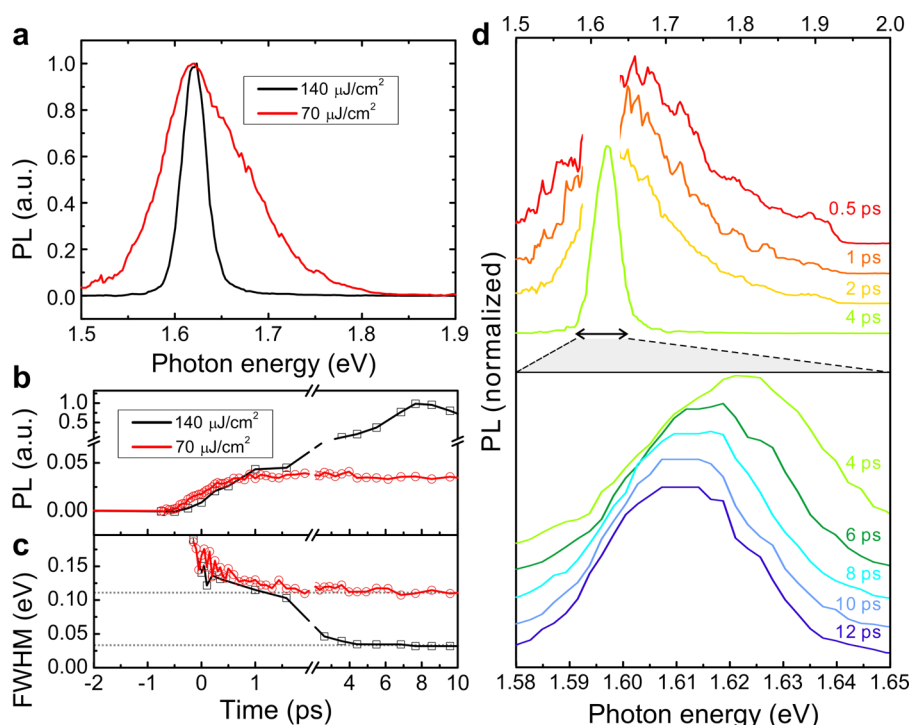 a
1.0
0.8
0.6
0.4
0.2
0.0
PL (a.u.)
140 μJ/cm²
70 μJ/cm²
1.5 1.6 1.7 1.8 1.9
Photon energy (eV)
b
1.0
0.5
0.05
0.00
PL (a.u.)
140 μJ/cm²
70 μJ/cm²
c
0.15
0.10
0.05
0.00
FWHM (eV)
-2 -1 0 1 2 4 6 8 10
Time (ps)
d
1.5 1.6 1.7 1.8 1.9 2.0
0.5 ps
1 ps
2 ps
4 ps
PL (normalized)
4 ps
6 ps
8 ps
10 ps
12 ps
1.58 1.59 1.60 1.61 1.62 1.63 1.64 1.65
Photon energy (eV)